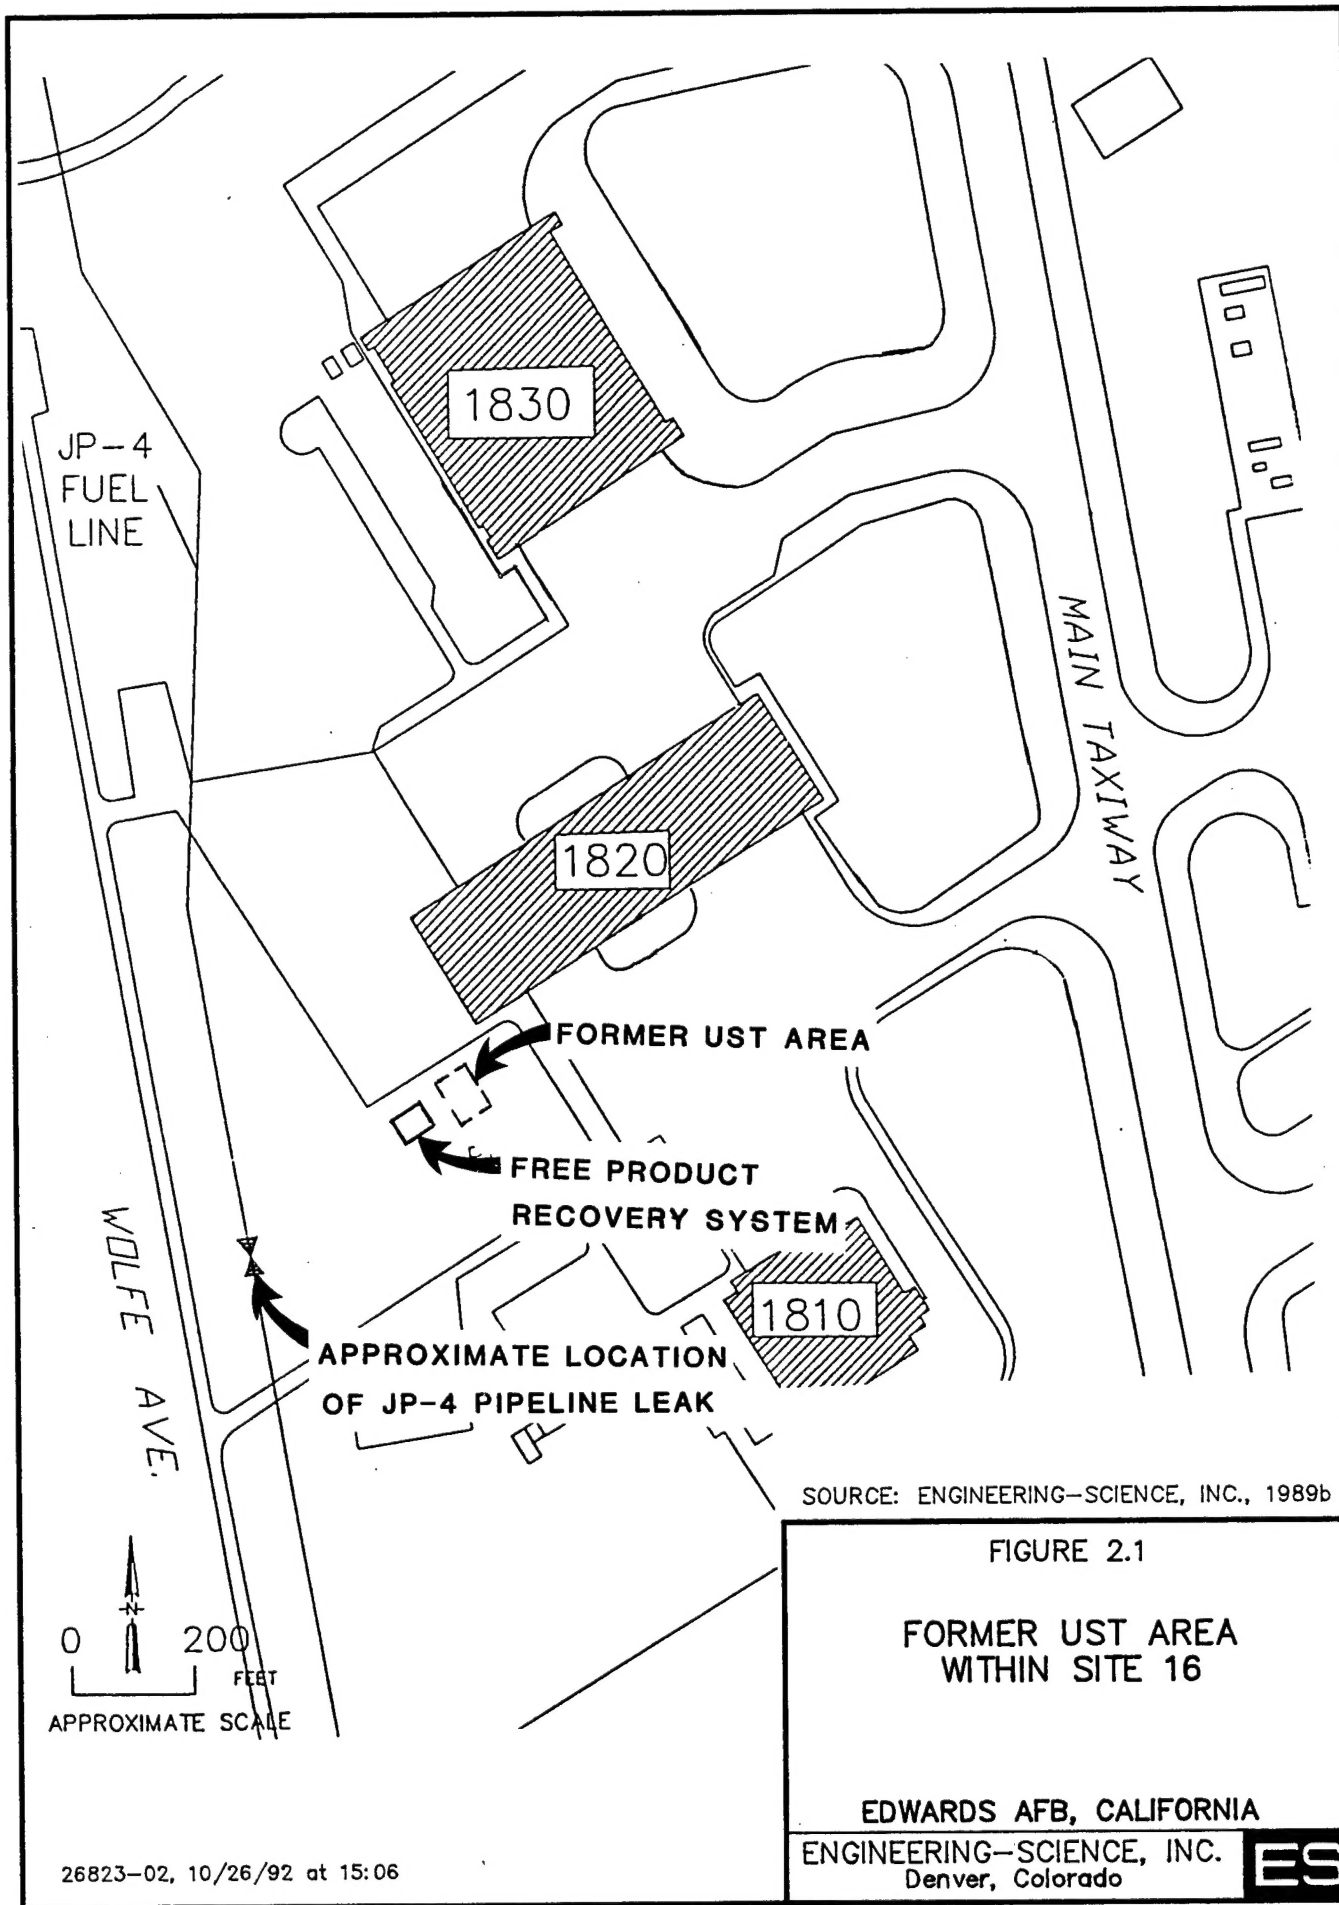 1830
JP-4
FUEL
LINE
MAIN TAXIWAY
1820
FORMER UST AREA
FREE PRODUCT
RECOVERY SYSTEM
WOLFE AVE.
1810
APPROXIMATE LOCATION
OF JP-4 PIPELINE LEAK
SOURCE: ENGINEERING-SCIENCE, INC., 1989b
N
0 200
FEET
APPROXIMATE SCALE
FIGURE 2.1
FORMER UST AREA
WITHIN SITE 16
EDWARDS AFB, CALIFORNIA
ENGINEERING-SCIENCE, INC.
Denver, Colorado
ES
26823-02, 10/26/92 at 15:06